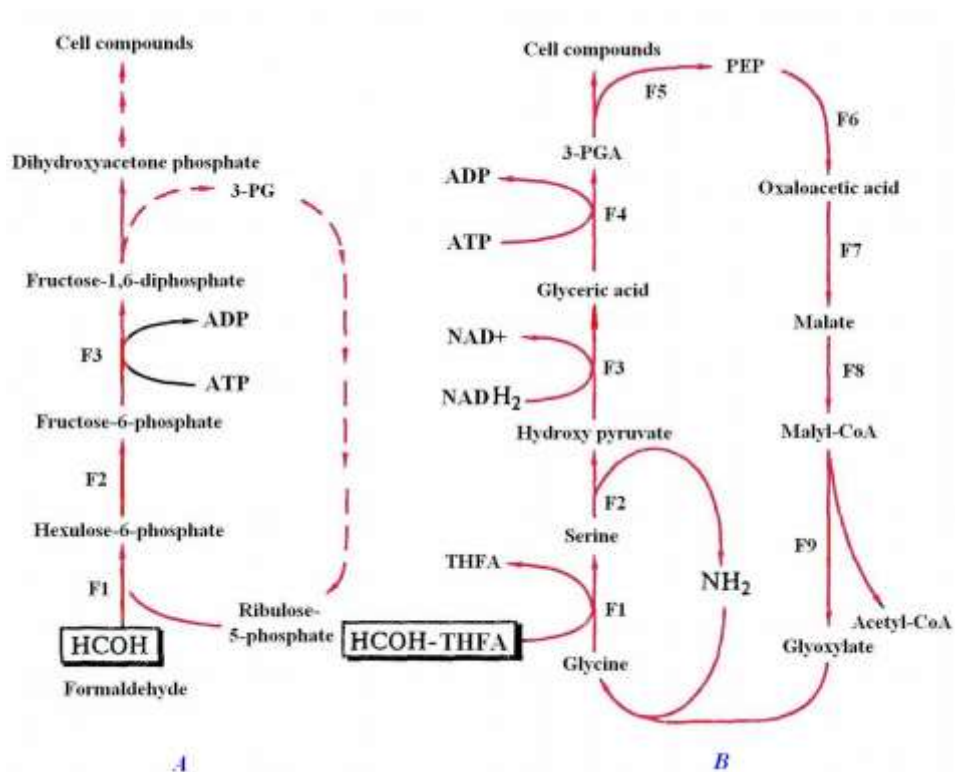 Cell compounds
Dihydroxyacetone phosphate
3-PG
Fructose-1,6-diphosphate
ADP
F3
ATP
Fructose-6-phosphate
F2
Hexulose-6-phosphate
F1
Ribulose-
5-phosphate
HCOH
Formaldehyde
A
Cell compounds
PEP
F5
F6
3-PGA
ADP
Oxaloacetic acid
F4
ATP
F7
Glyceric acid
Malate
NAD+
F3
F8
NADH2
Hydroxy pyruvate
Malyl-CoA
F2
Serine
F9
THFA
NH2
F1
HCOH-THFA
Acetyl-CoA
Glycine
Glyoxylate
B